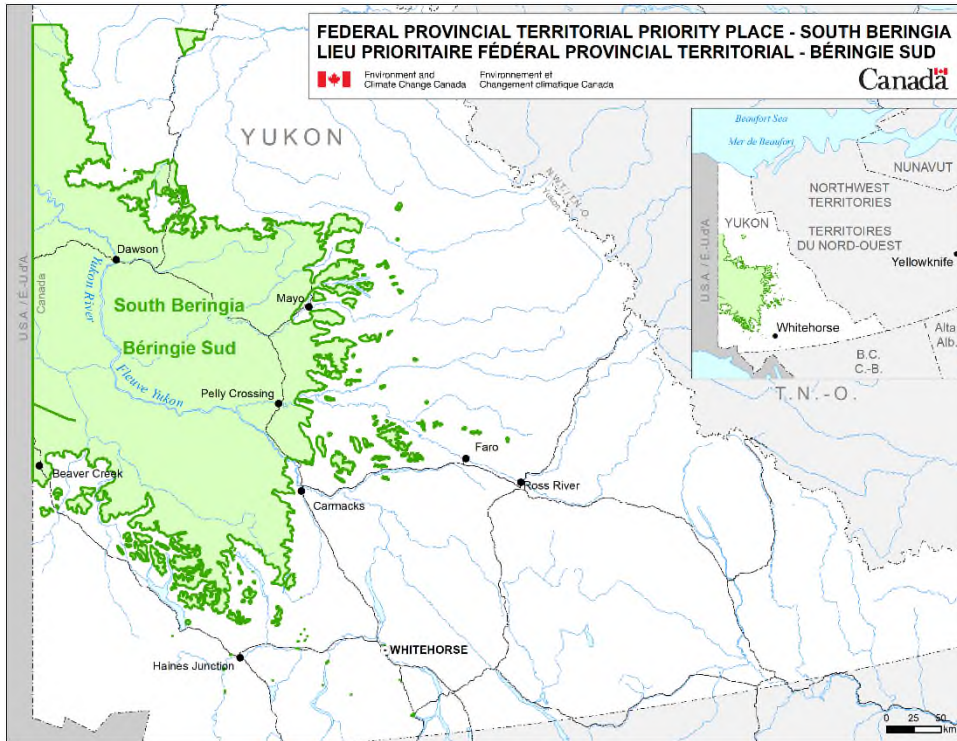 FEDERAL PROVINCIAL TERRITORIAL PRIORITY PLACE - SOUTH BERINGIA
LIEU PRIORITAIRE FÉDÉRAL PROVINCIAL TERRITORIAL - BÉRINGIE SUD
Environment and
Climate Change Canada
Environnement et
Changement climatique Canada
Canada
YUKON
NWT / TN-O
Yukon
Beaufort Sea
Mer de Beaufort
NUNAVUT
NORTHWEST
TERRITORIES
TERRITOIRES
DU NORD-OUEST
YUKON
U.S.A. / É.-U.d'A.
Yellowknife
Whitehorse
Alta.
Alb.
B.C.
C.-B.
T.N.-O.
U.S.A. / É.-U.d'A.
Canada
Dawson
Yukon River
South Beringia
Mayo
Béringie Sud
Fleuve Yukon
Pelly Crossing
Beaver Creek
Faro
Ross River
Carmacks
WHITEHORSE
Haines Junction
0 25 50
km